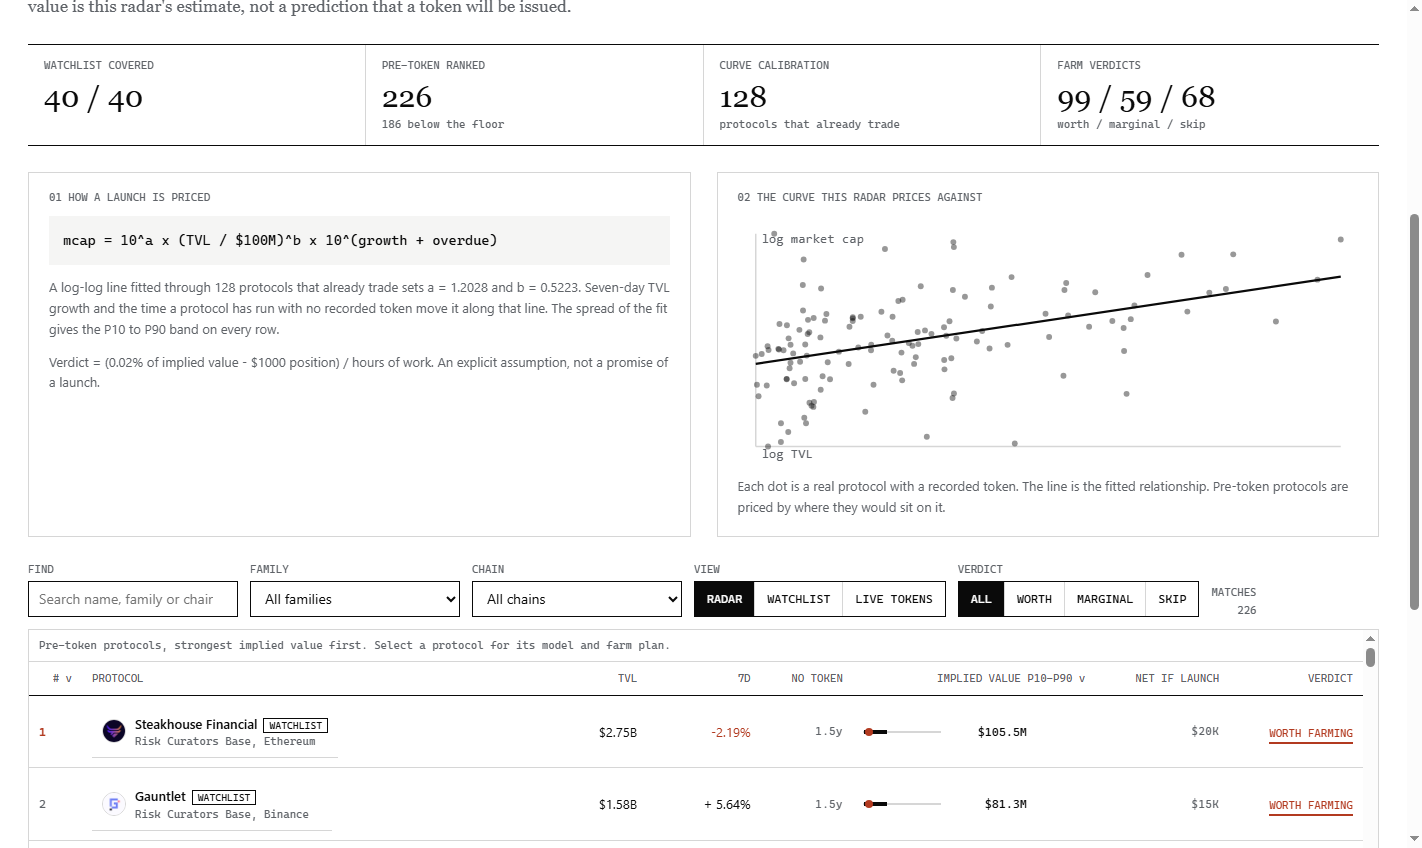 value is this radar's estimate, not a prediction that a token will be issued.
WATCHLIST COVERED
40 / 40
PRE-TOKEN RANKED
226
186 below the floor
CURVE CALIBRATION
128
protocols that already trade
FARM VERDICTS
99 / 59 / 68
worth / marginal / skip
01 HOW A LAUNCH IS PRICED
mcap = 10^a x (TVL / $100M)^b x 10^(growth + overdue)
A log-log line fitted through 128 protocols that already trade sets a = 1.2028 and b = 0.5223. Seven-day TVL
growth and the time a protocol has run with no recorded token move it along that line. The spread of the fit
gives the P10 to P90 band on every row.
Verdict = (0.02% of implied value - $1000 position) / hours of work. An explicit assumption, not a promise of
a launch.
02 THE CURVE THIS RADAR PRICES AGAINST
log market cap
log TVL
Each dot is a real protocol with a recorded token. The line is the fitted relationship. Pre-token protocols are
priced by where they would sit on it.
FIND
Search name, family or chair
FAMILY
All families
CHAIN
All chains
VIEW
RADAR WATCHLIST LIVE TOKENS
VERDICT
ALL WORTH MARGINAL SKIP
MATCHES
226
Pre-token protocols, strongest implied value first. Select a protocol for its model and farm plan.
# v PROTOCOL TVL 7D NO TOKEN IMPLIED VALUE P10-P90 v NET IF LAUNCH VERDICT
1 Steakhouse Financial WATCHLIST $2.75B -2.19% 1.5y $105.5M $20K WORTH FARMING
Risk Curators Base, Ethereum
2 Gauntlet WATCHLIST $1.58B + 5.64% 1.5y $81.3M $15K WORTH FARMING
Risk Curators Base, Binance